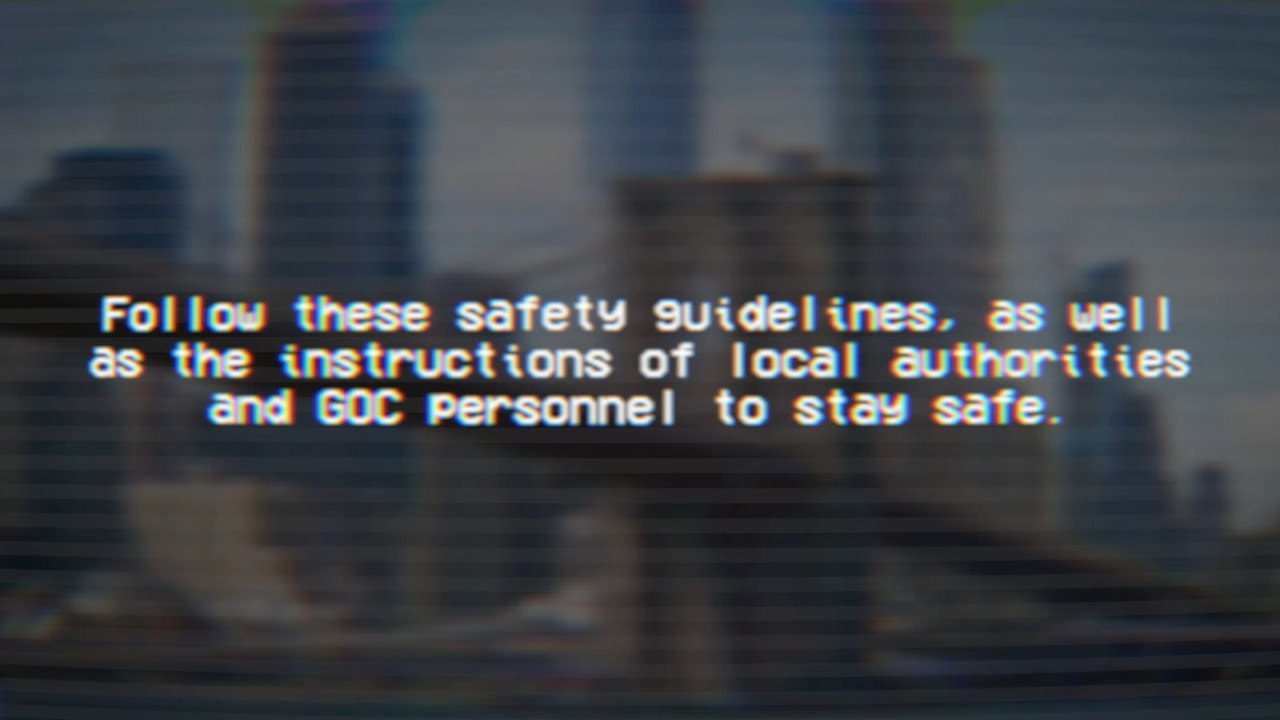 Follow these safety guidelines, as well
as the instructions of local authorities
and GOC personnel to stay safe.